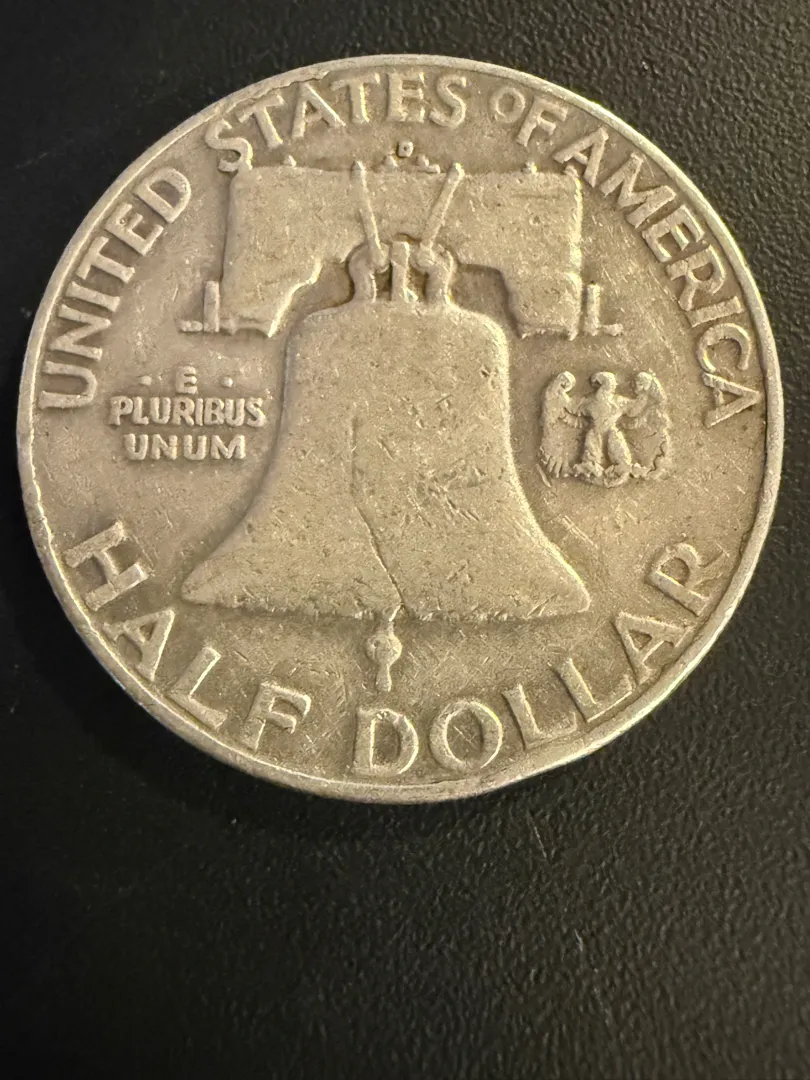 UNITED STATES OF AMERICA
D
· E ·
PLURIBUS
UNUM
HALF DOLLAR